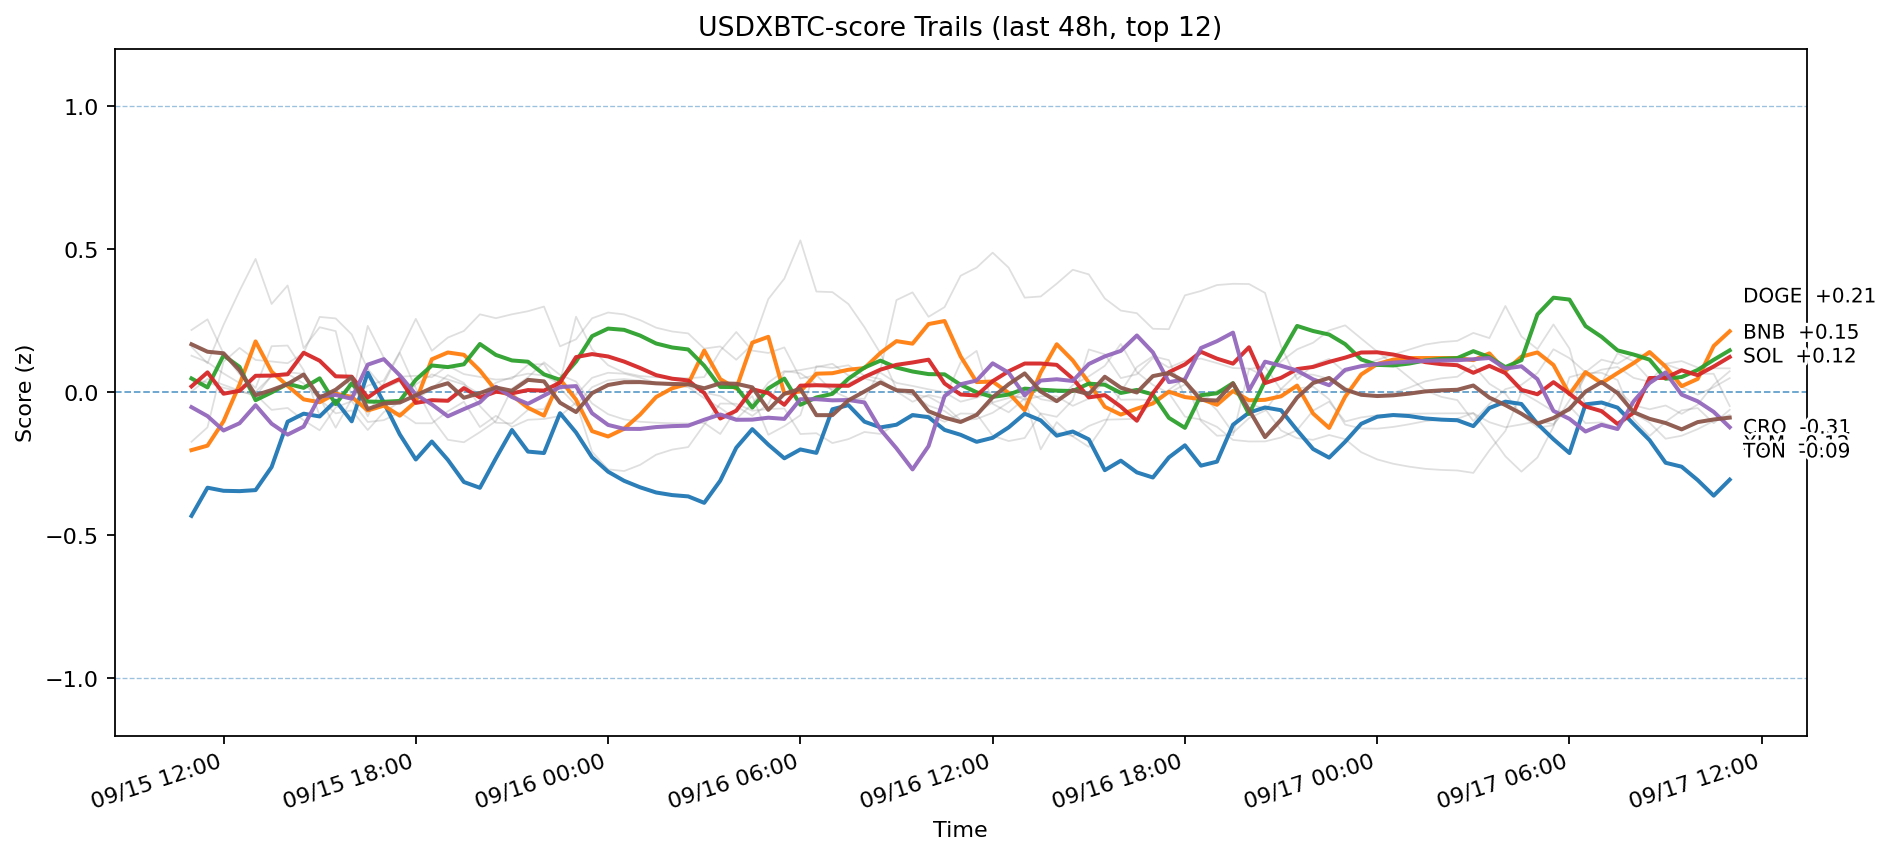 USDXBTC-score Trails (last 48h, top 12)
Score (z)
1.0
0.5
0.0
−0.5
−1.0
DOGE +0.21
BNB +0.15
SOL +0.12
CRO -0.31
TON -0.09
09/15 12:00
09/15 18:00
09/16 00:00
09/16 06:00
09/16 12:00
09/16 18:00
09/17 00:00
09/17 06:00
09/17 12:00
Time